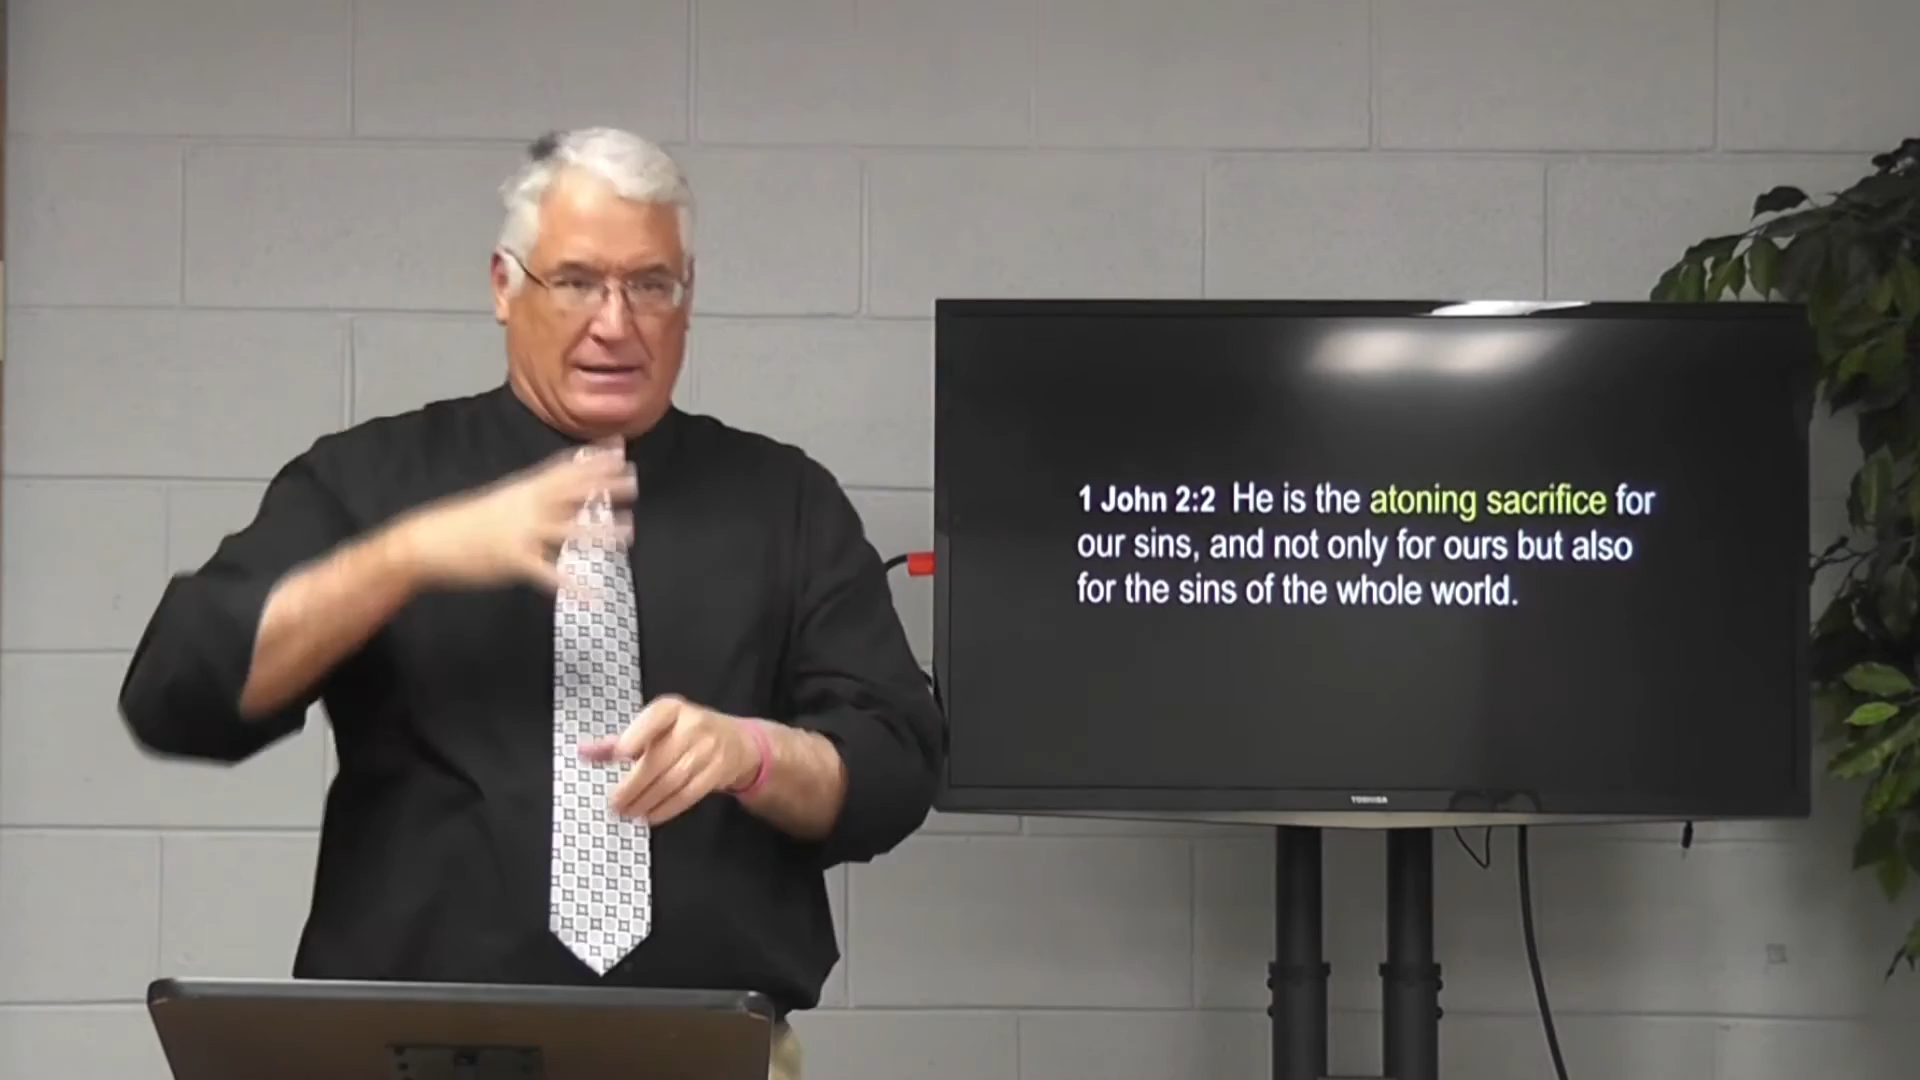 1 John 2:2 He is the atoning sacrifice for
our sins, and not only for ours but also
for the sins of the whole world.
TOSHIBA